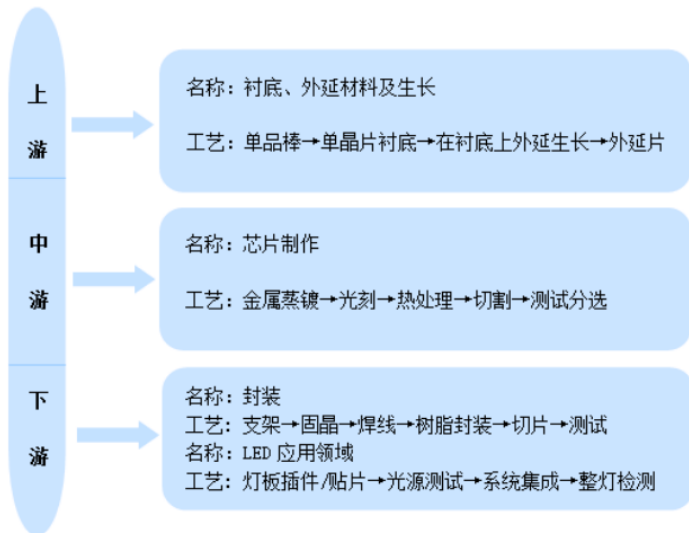 上游
名称：衬底、外延材料及生长
工艺：单品棒→单晶片衬底→在衬底上外延生长→外延片
中游
名称：芯片制作
工艺：金属蒸镀→光刻→热处理→切割→测试分选
下游
名称：封装
工艺：支架→固晶→焊线→树脂封装→切片→测试
名称：LED 应用领域
工艺：灯板插件/贴片→光源测试→系统集成→整灯检测